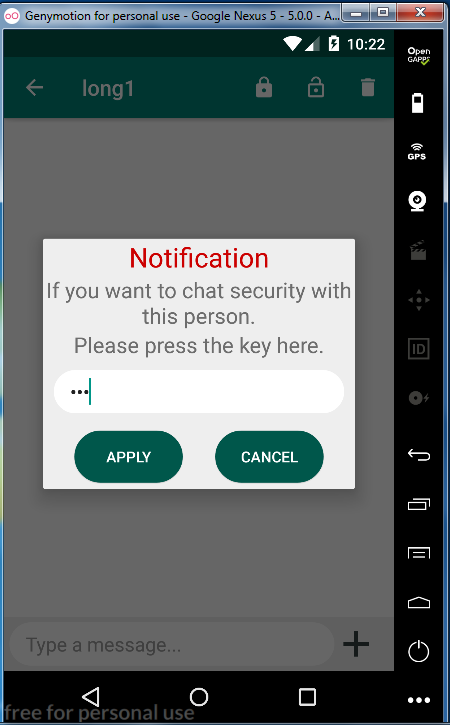 Genymotion for personal use - Google Nexus 5 - 5.0.0 - A...
10:22
Open
GAPPS
long1
GPS
Notification
If you want to chat security with
this person.
Please press the key here.
•••
ID
APPLY
CANCEL
Type a message...
free for personal use